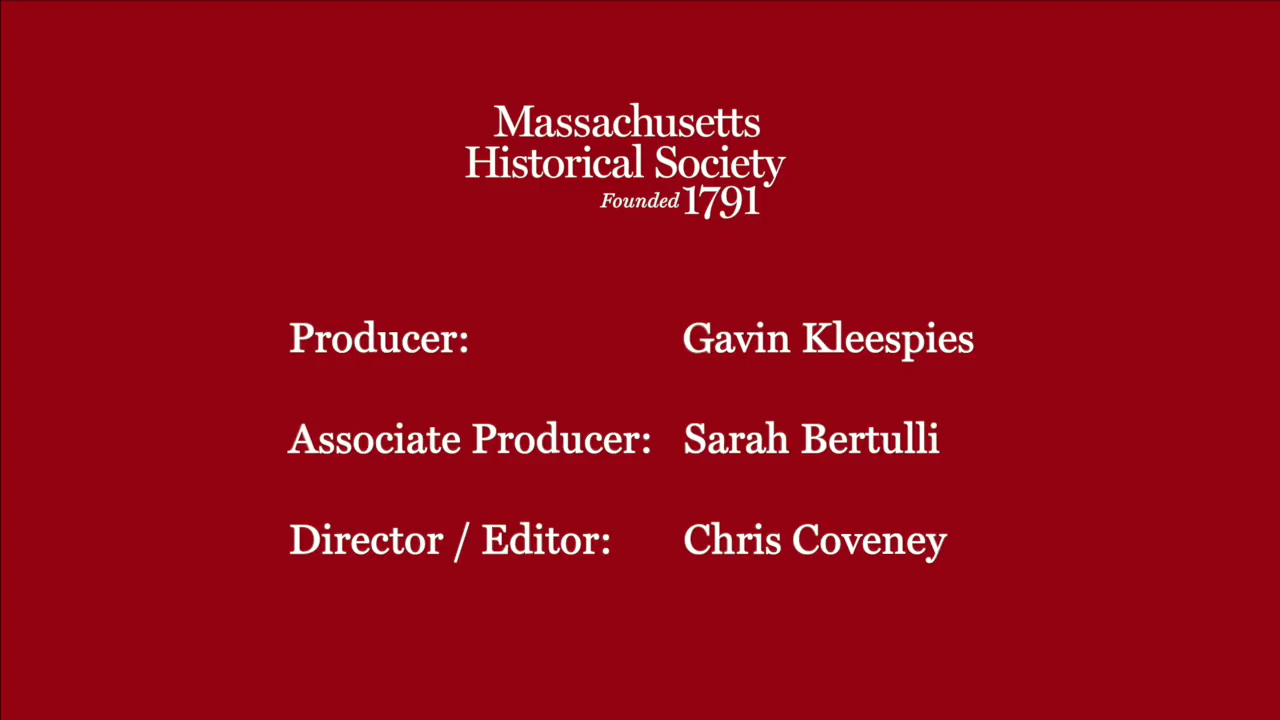 Massachusetts
Historical Society
Founded 1791
Producer: Gavin Kleespies
Associate Producer: Sarah Bertulli
Director / Editor: Chris Coveney